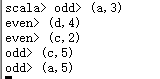 scala> odd> (a,3)
even> (d,4)
even> (c,2)
odd> (c,5)
odd> (a,5)